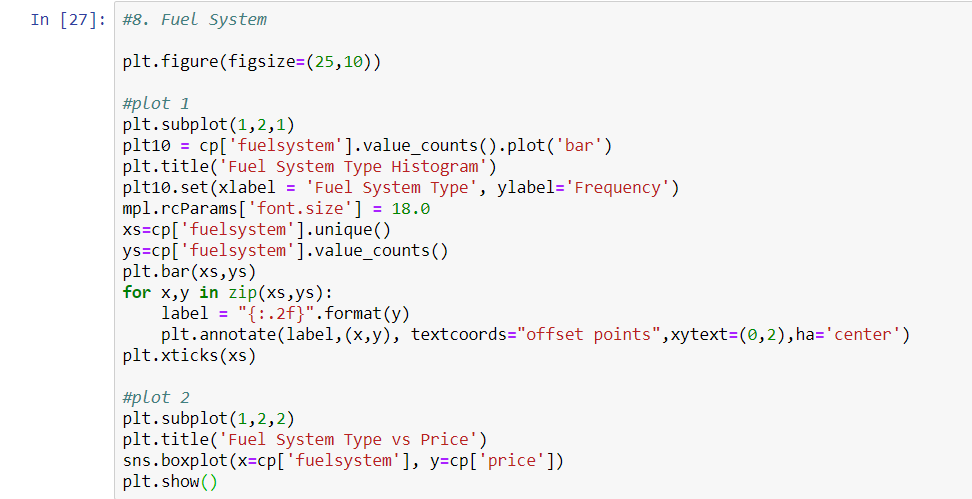 In [27]: #8. Fuel System
plt.figure(figsize=(25,10))
#plot 1
plt.subplot(1,2,1)
plt10 = cp['fuelsystem'].value_counts().plot('bar')
plt.title('Fuel System Type Histogram')
plt10.set(xlabel = 'Fuel System Type', ylabel='Frequency')
mpl.rcParams['font.size'] = 18.0
xs=cp['fuelsystem'].unique()
ys=cp['fuelsystem'].value_counts()
plt.bar(xs,ys)
for x,y in zip(xs,ys):
    label = "{:.2f}".format(y)
    plt.annotate(label,(x,y), textcoords="offset points",xytext=(0,2),ha='center')
plt.xticks(xs)
#plot 2
plt.subplot(1,2,2)
plt.title('Fuel System Type vs Price')
sns.boxplot(x=cp['fuelsystem'], y=cp['price'])
plt.show()